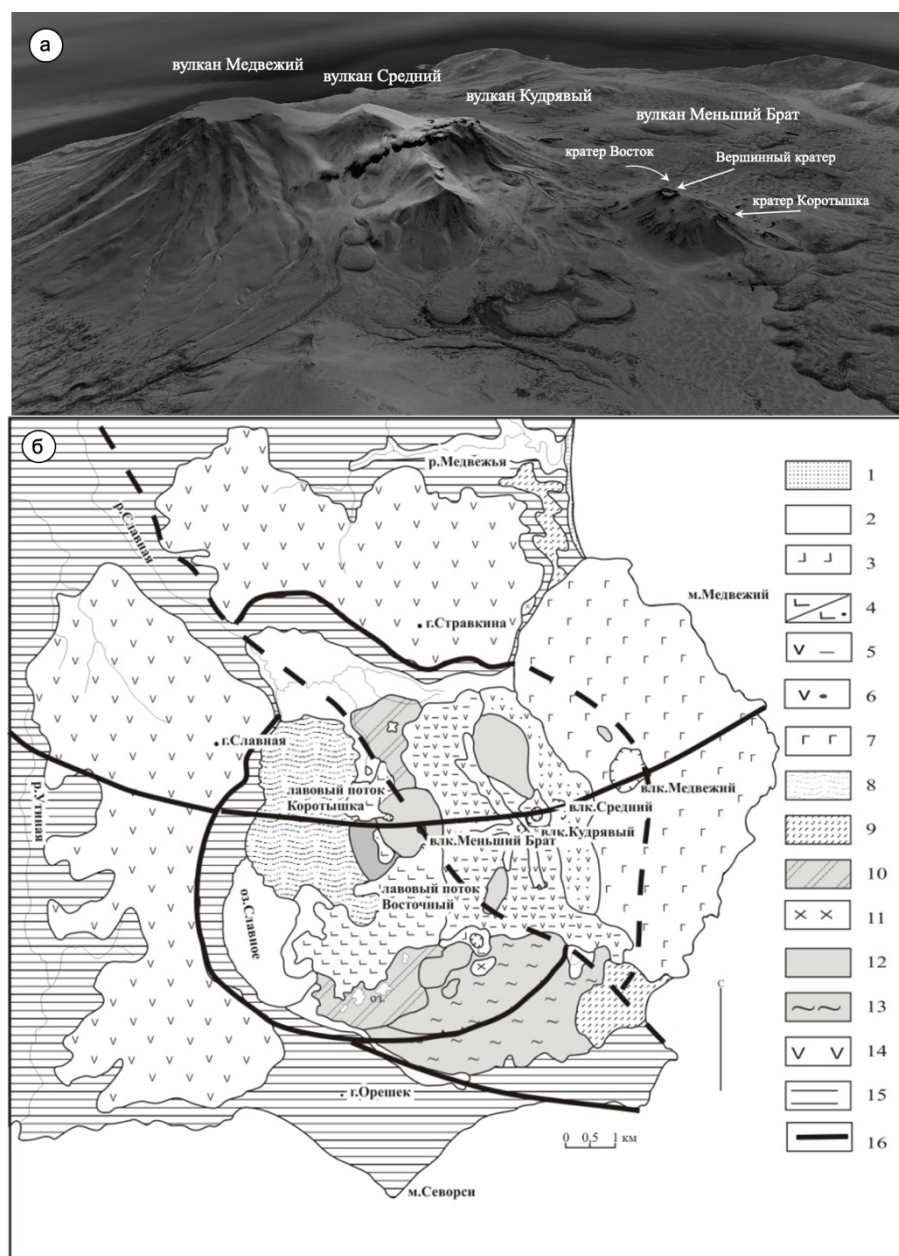 а
вулкан Медвежий
вулкан Средний
вулкан Кудрявый
вулкан Меньший Брат
кратер Восток
Вершинный кратер
кратер Коротышка
б
р.Медвежья
р.Славная
м.Медвежий
г.Стравкина
г.Славная
влк.Медвежий
лавовый поток
Коротышка
влк.Средний
влк.Кудрявый
влк.Меньший Брат
р.Угрюмая
лавовый поток
Восточный
оз.Славное
оз.
с
г.Орешек
0 0,5 1 км
м.Северси
1
2
3
4
5
6
7
8
9
10
11
12
13
14
15
16